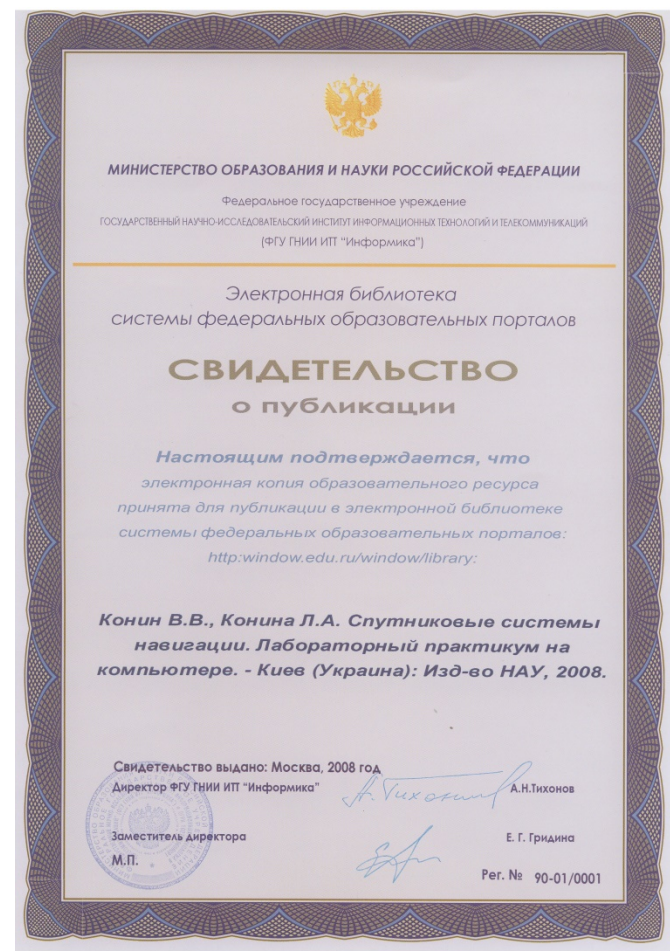 МИНИСТЕРСТВО ОБРАЗОВАНИЯ И НАУКИ РОССИЙСКОЙ ФЕДЕРАЦИИ
Федеральное государственное учреждение
ГОСУДАРСТВЕННЫЙ НАУЧНО-ИССЛЕДОВАТЕЛЬСКИЙ ИНСТИТУТ ИНФОРМАЦИОННЫХ ТЕХНОЛОГИЙ И ТЕЛЕКОММУНИКАЦИЙ
(ФГУ ГНИИ ИТТ "Информика")
Электронная библиотека
системы федеральных образовательных порталов
СВИДЕТЕЛЬСТВО
о публикации
Настоящим подтверждается, что
электронная копия образовательного ресурса
принята для публикации в электронной библиотеке
системы федеральных образовательных порталов:
http:window.edu.ru/window/library:
Конин В.В., Конина Л.А. Спутниковые системы
навигации. Лабораторный практикум на
компьютере. - Киев (Украина): Изд-во НАУ, 2008.
Свидетельство выдано: Москва, 2008 год
Директор ФГУ ГНИИ ИТТ "Информика" А.Н.Тихонов
Заместитель директора Е. Г. Гридина
М.П.
Рег. № 90-01/0001